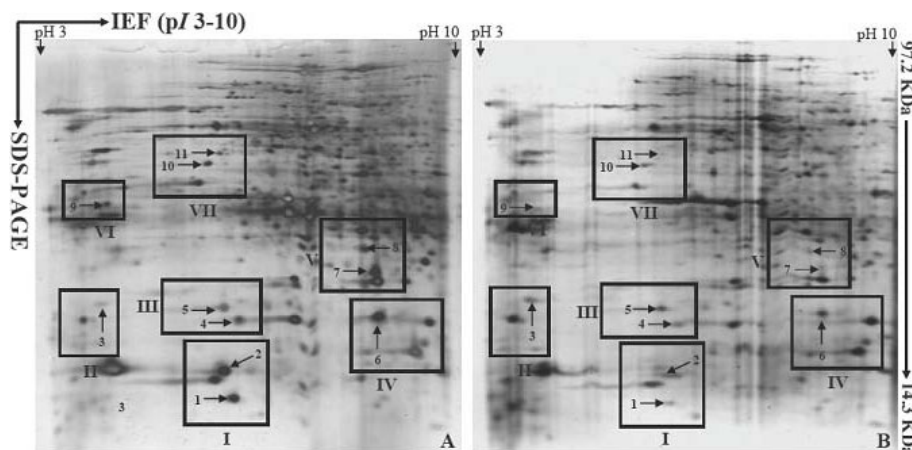 IEF (pI 3-10)
pH 3
pH 10
pH 3
pH 10
SDS-PAGE
97.2 KDa
14.3 KDa
11
10
VII
9
VI
8
V
7
III
5
4
3
II
6
IV
2
1
3
I
A
11
10
VII
9
VI
8
V
7
III
5
4
3
II
6
IV
2
1
I
B